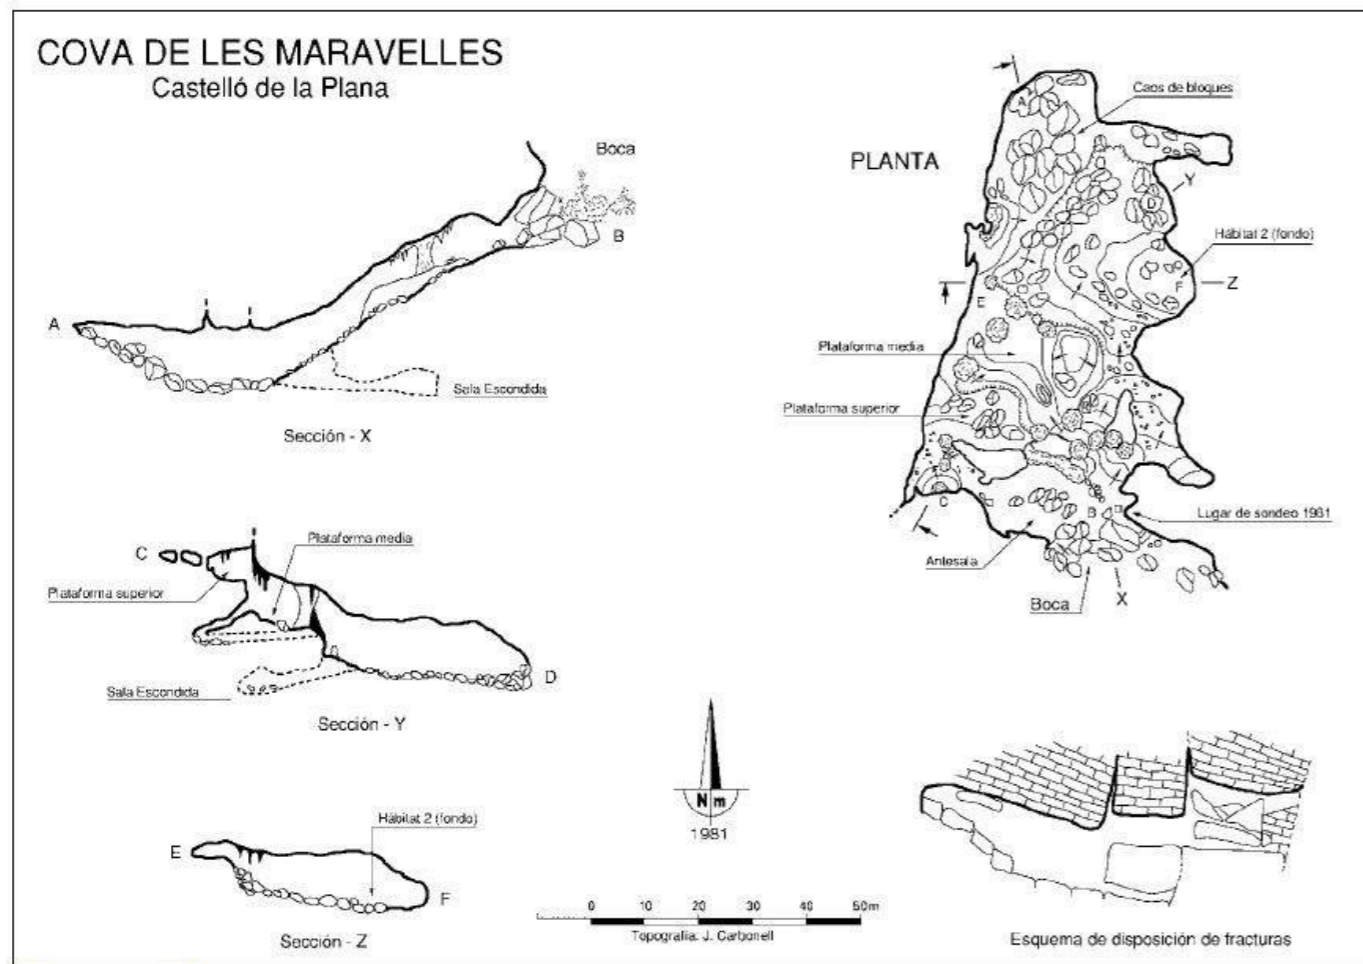 COVA DE LES MARAVELLES
Castelló de la Plana
Boca
B
A
Sala Escondida
Sección - X
C
Plataforma media
Plataforma superior
D
Sala Escondida
Sección - Y
Hábitat 2 (fondo)
E
F
Sección - Z
N m
1981
0 10 20 30 40 50m
Topografía: J. Carbonell
PLANTA
A
Caos de bloques
Y
D
Hábitat 2 (fondo)
F
Z
E
Plataforma media
Plataforma superior
C
B
Lugar de sondeo 1981
Antesala
Boca
X
Esquema de disposición de fracturas